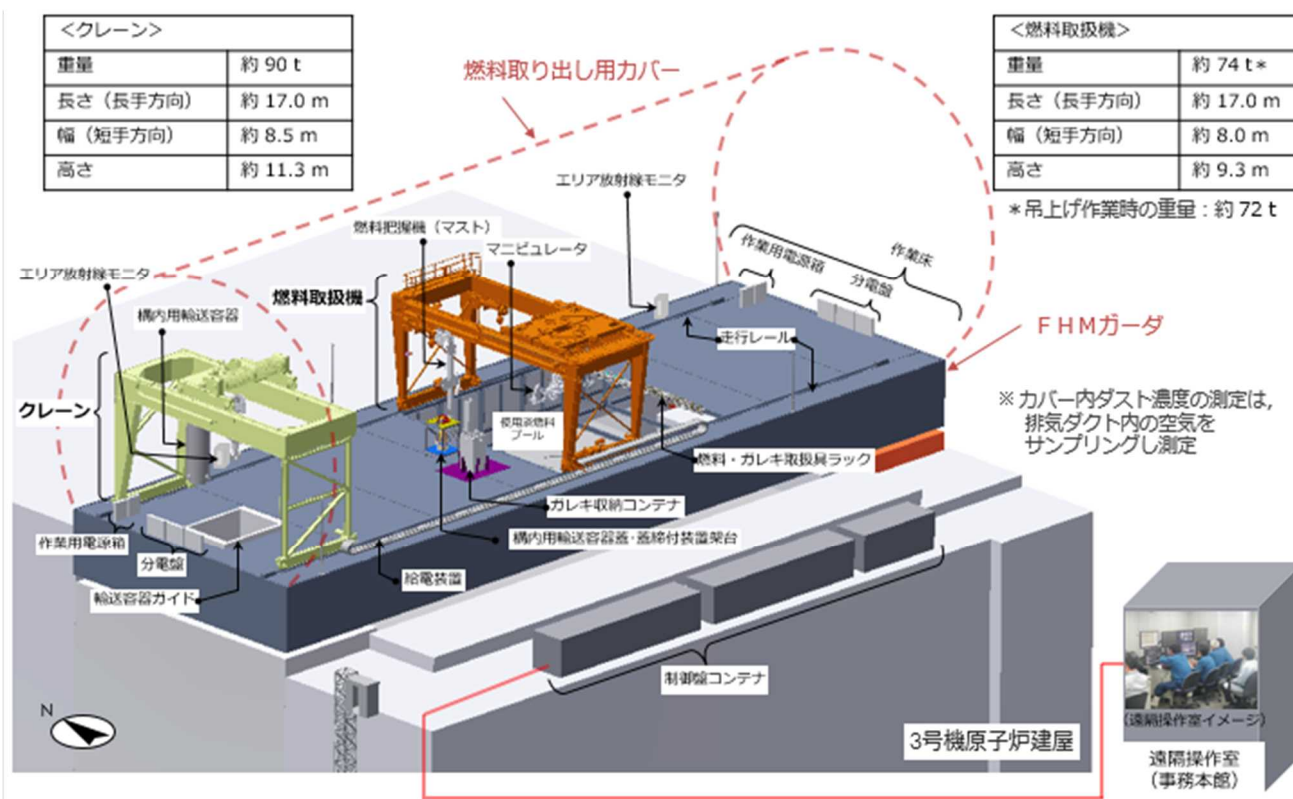 <クレーン>
重量 約 90 t
長さ（長手方向） 約 17.0 m
幅（短手方向） 約 8.5 m
高さ 約 11.3 m
<燃料取扱機>
重量 約 74 t*
長さ（長手方向） 約 17.0 m
幅（短手方向） 約 8.0 m
高さ 約 9.3 m
*吊上げ作業時の重量：約 72 t
燃料取り出し用カバー
エリア放射線モニタ
燃料把握機（マスト）
マニピュレータ
作業用電源箱
分電盤
作業床
エリア放射線モニタ
構内用輸送容器
燃料取扱機
クレーン
走行レール
FHMガーダ
※カバー内ダスト濃度の測定は,
排気ダクト内の空気を
サンプリングし測定
使用済燃料
プール
燃料・ガレキ取扱具ラック
ガレキ収納コンテナ
構内用輸送容器蓋・蓋締付装置架台
作業用電源箱
分電盤
輸送容器ガイド
給電装置
制御盤コンテナ
N
3号機原子炉建屋
（遠隔操作室イメージ）
遠隔操作室
（事務本館）